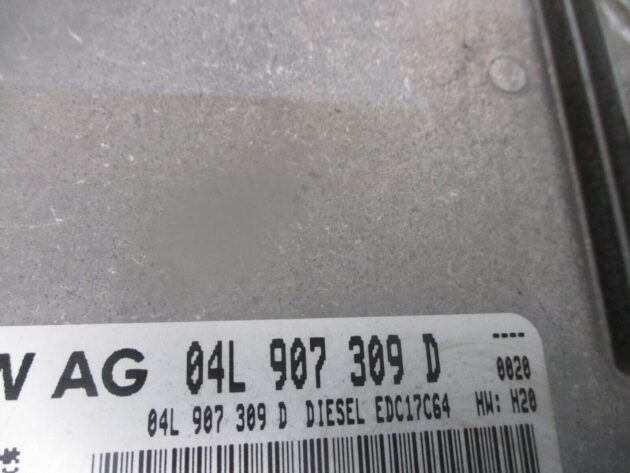 W AG 04L 907 309 D ----
0020
04L 907 309 D DIESEL EDC17C64 HW: H20